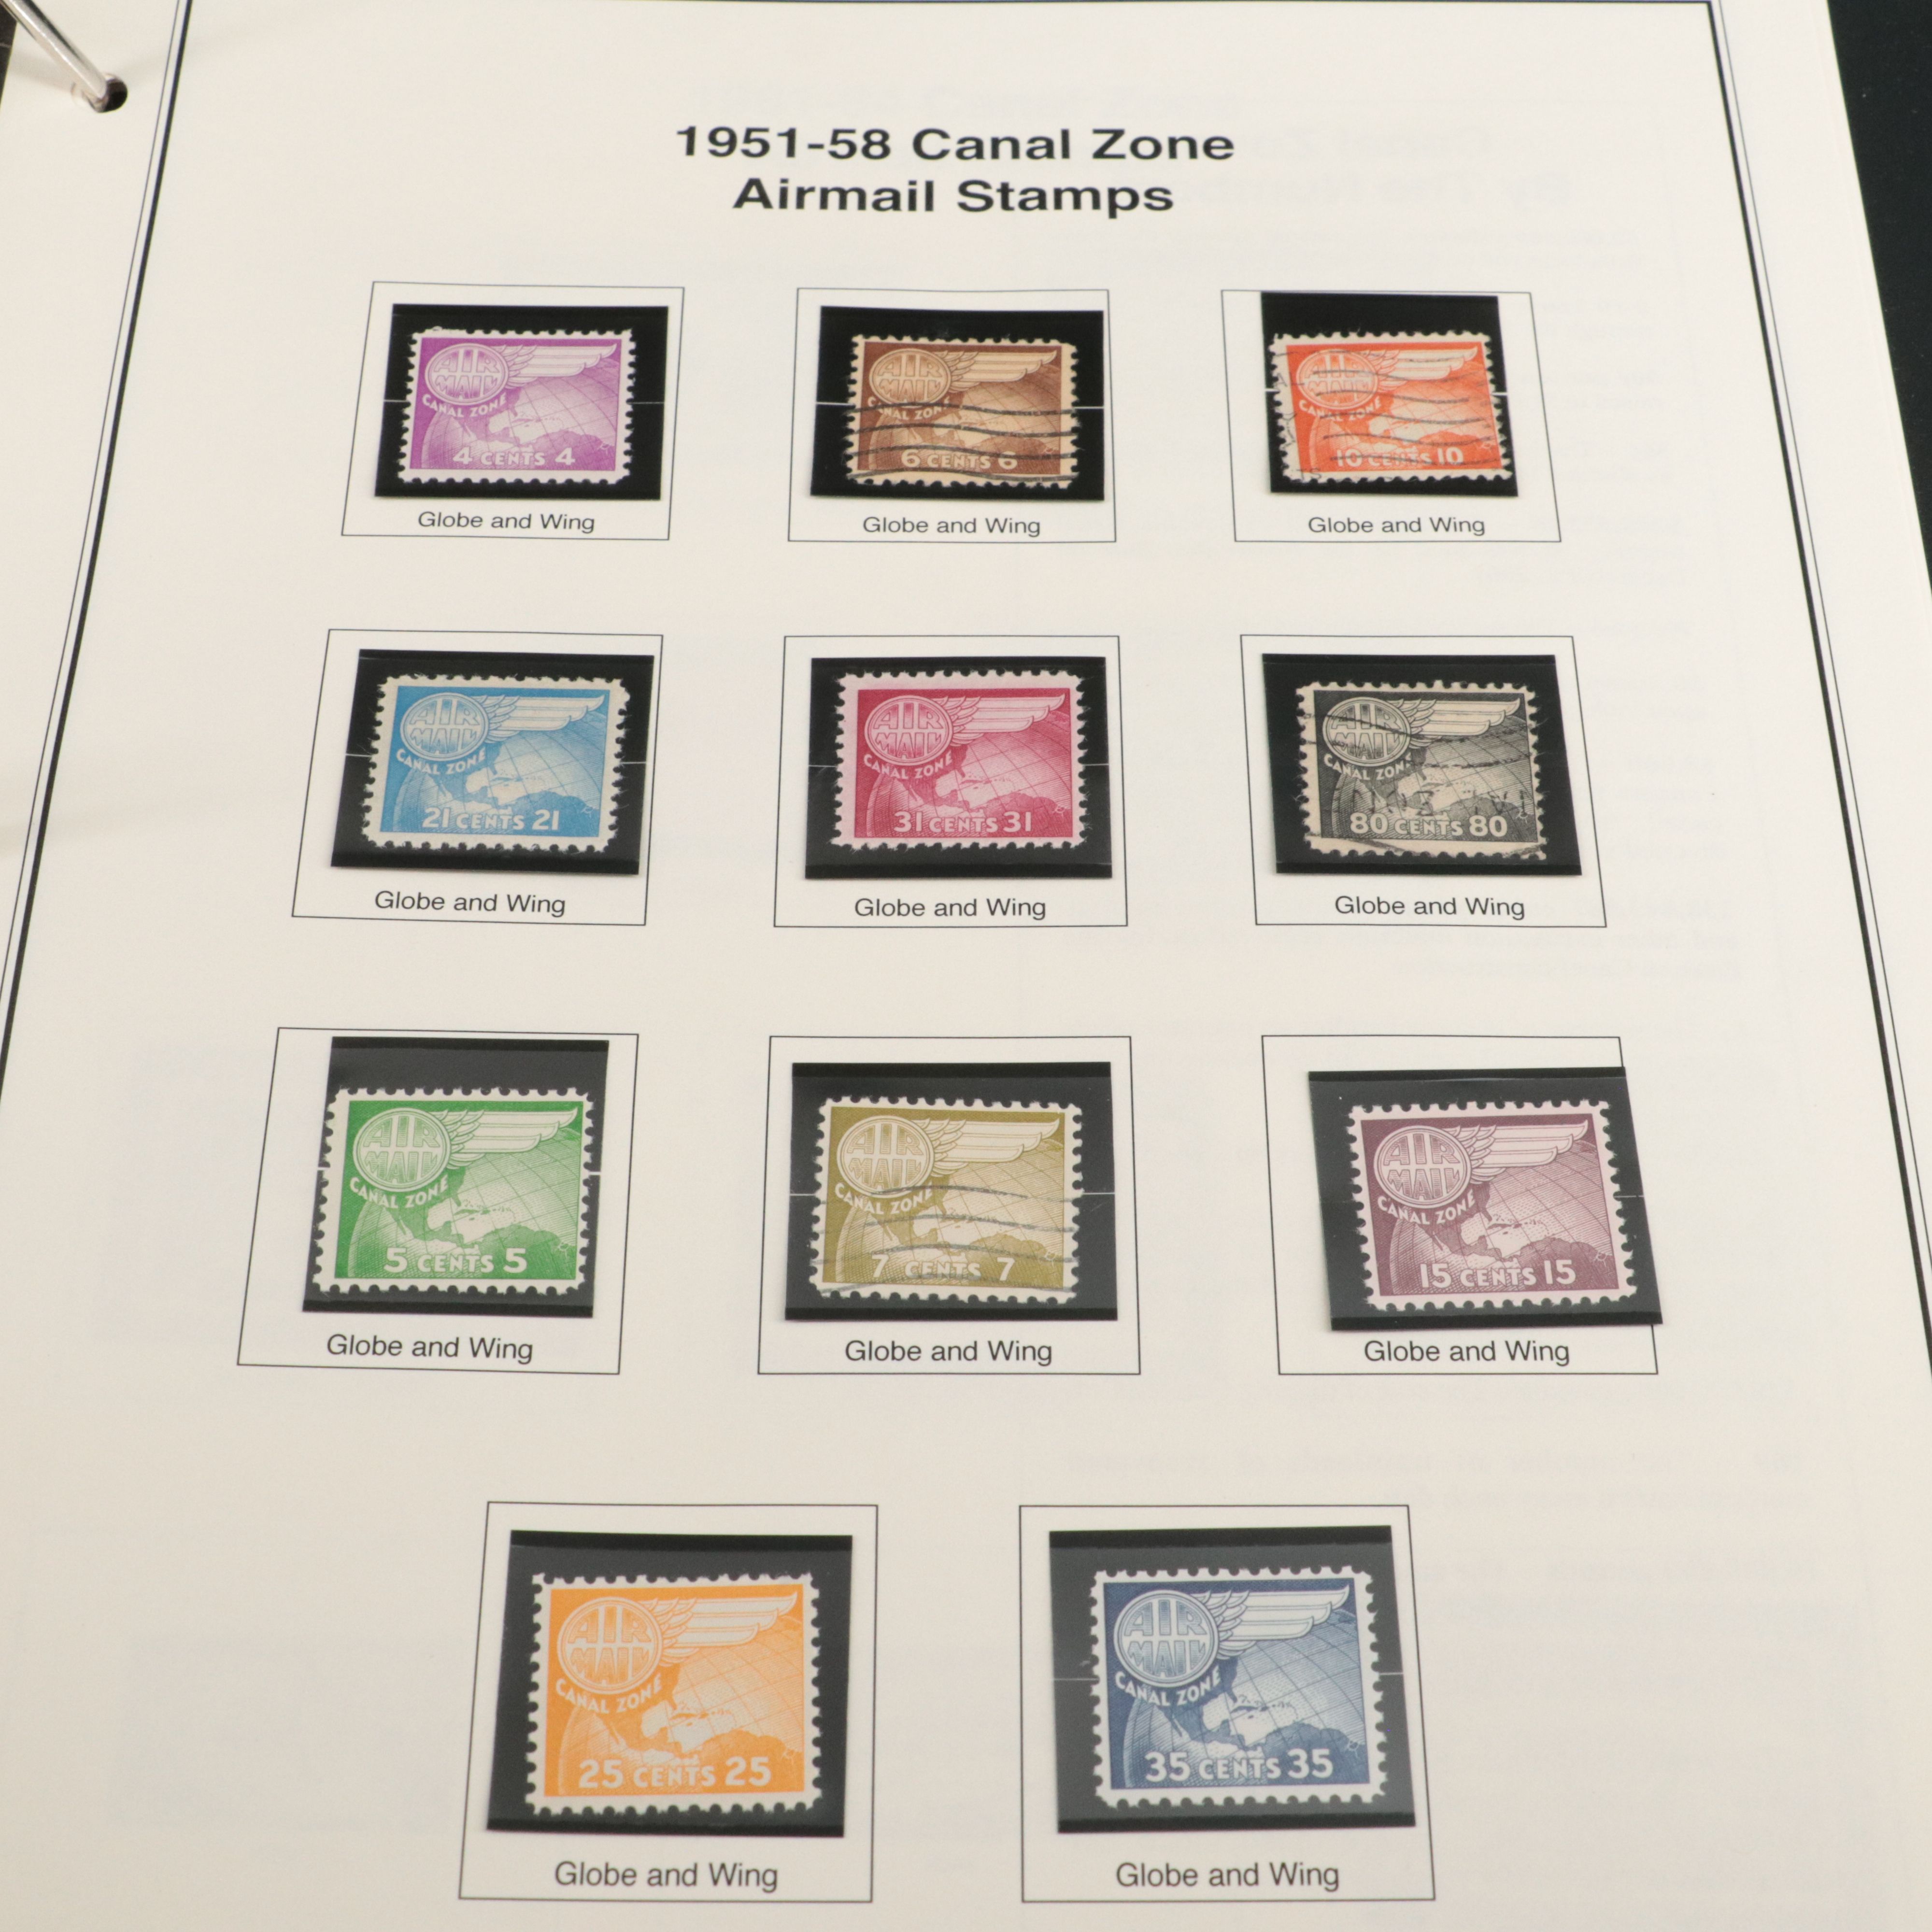 1951-58 Canal Zone
Airmail Stamps
AIR
MAIL
CANAL ZONE
4 CENTS 4
Globe and Wing
AIR
MAIL
CANAL ZONE
6 CENTS 6
Globe and Wing
AIR
MAIL
CANAL ZONE
10 CENTS 10
Globe and Wing
AIR
MAIL
CANAL ZONE
21 CENTS 21
Globe and Wing
AIR
MAIL
CANAL ZONE
31 CENTS 31
Globe and Wing
AIR
MAIL
CANAL ZONE
80 CENTS 80
Globe and Wing
AIR
MAIL
CANAL ZONE
5 CENTS 5
Globe and Wing
AIR
MAIL
CANAL ZONE
7 CENTS 7
Globe and Wing
AIR
MAIL
CANAL ZONE
15 CENTS 15
Globe and Wing
AIR
MAIL
CANAL ZONE
25 CENTS 25
Globe and Wing
AIR
MAIL
CANAL ZONE
35 CENTS 35
Globe and Wing